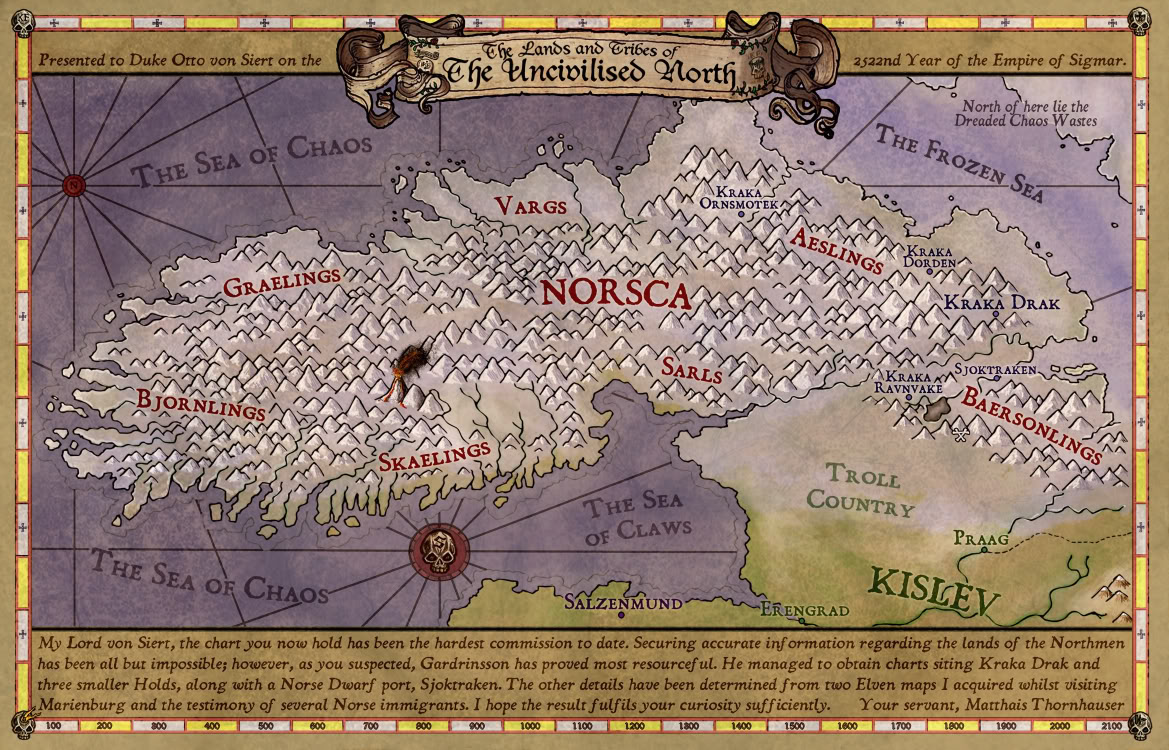 The Lands and Tribes of
The Uncivilised North
Presented to Duke Otto von Siert on the
2522nd Year of the Empire of Sigmar.
North of here lie the
Dreaded Chaos Wastes
The Sea of Chaos
The Frozen Sea
N
Vargs
Kraka
Ornsmotek
Aeslings
Kraka
Dorden
Graelings
NORSCA
Kraka Drak
Sarls
Sjoktraken
Kraka
Ravnvake
Bjornlings
Baersonlings
Skaelings
Troll
Country
The Sea
of Claws
Praag
The Sea of Chaos
KISLEV
Salzenmund
Erengrad
My Lord von Siert, the chart you now hold has been the hardest commission to date. Securing accurate information regarding the lands of the Northmen
has been all but impossible; however, as you suspected, Gardrinsson has proved most resourceful. He managed to obtain charts siting Kraka Drak and
three smaller Holds, along with a Norse Dwarf port, Sjoktraken. The other details have been determined from two Elven maps I acquired whilst visiting
Marienburg and the testimony of several Norse immigrants. I hope the result fulfils your curiosity sufficiently. Your servant, Matthais Thornhauser
100 200 300 400 500 600 700 800 900 1000 1100 1200 1300 1400 1500 1600 1700 1800 1900 2000 2100